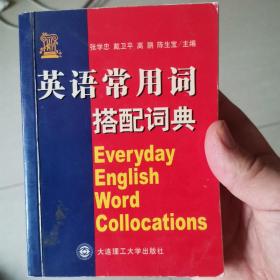 张学忠 戴卫平 高鹏 陈生宝/主编
英语常用词
搭配词典
Everyday
English
Word
Collocations
大连理工大学出版社